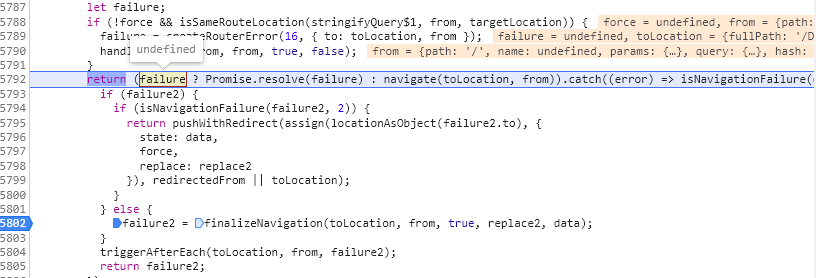 5787 let failure;
5788 if (!force && isSameRouteLocation(stringifyQuery$1, from, targetLocation)) { force = undefined, from = {path:
5789 failure = createRouterError(16, { to: toLocation, from }); failure = undefined, toLocation = {fullPath: '/D
5790 hand from, from, true, false); from = {path: '/', name: undefined, params: {…}, query: {…}, hash:
undefined
5791 }
5792 return (failure ? Promise.resolve(failure) : navigate(toLocation, from)).catch((error) => isNavigationFailure(
5793 if (failure2) {
5794 if (isNavigationFailure(failure2, 2)) {
5795 return pushWithRedirect(assign(locationAsObject(failure2.to), {
5796 state: data,
5797 force,
5798 replace: replace2
5799 }), redirectedFrom || toLocation);
5800 }
5801 } else {
5802 failure2 = finalizeNavigation(toLocation, from, true, replace2, data);
5803 }
5804 triggerAfterEach(toLocation, from, failure2);
5805 return failure2;